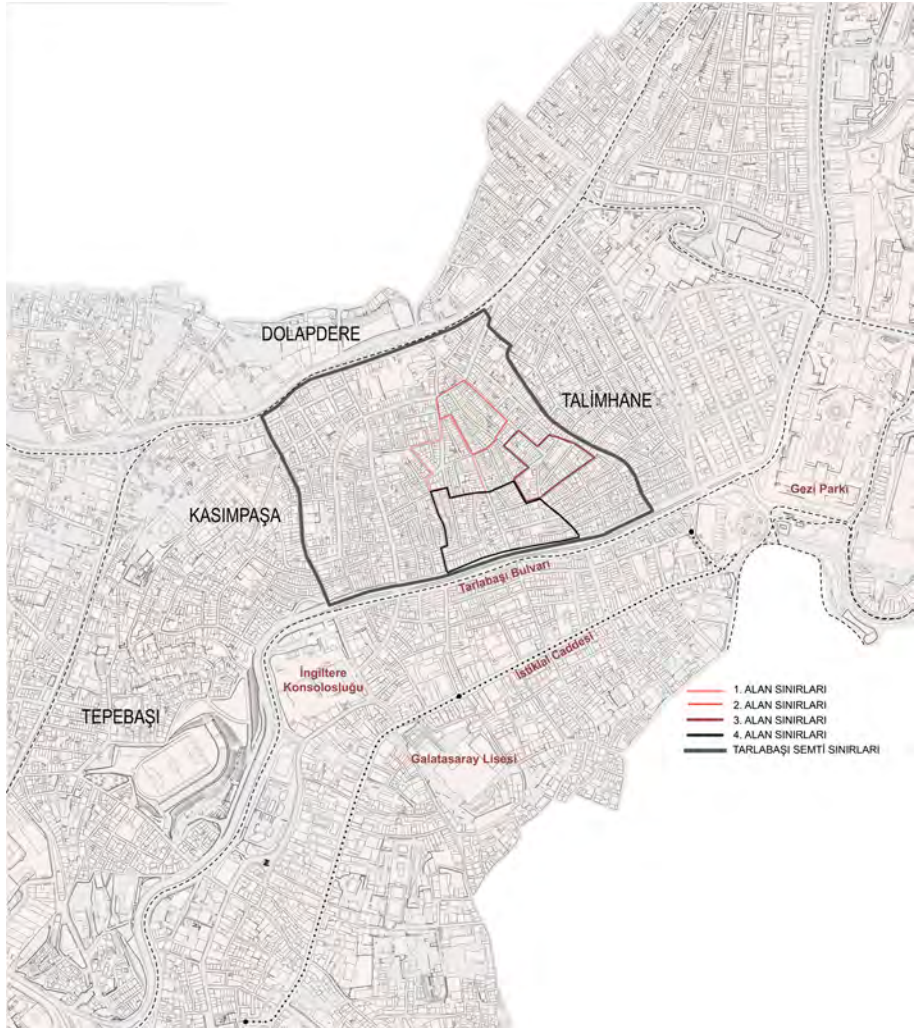 DOLAPDERE
TALİMHANE
Gezi Parkı
KASIMPAŞA
Tarlabaşı Bulvarı
İstiklal Caddesi
İngiltere
Konsolosluğu
TEPEBAŞI
Galatasaray Lisesi
1. ALAN SINIRLARI
2. ALAN SINIRLARI
3. ALAN SINIRLARI
4. ALAN SINIRLARI
TARLABAŞI SEMTİ SINIRLARI